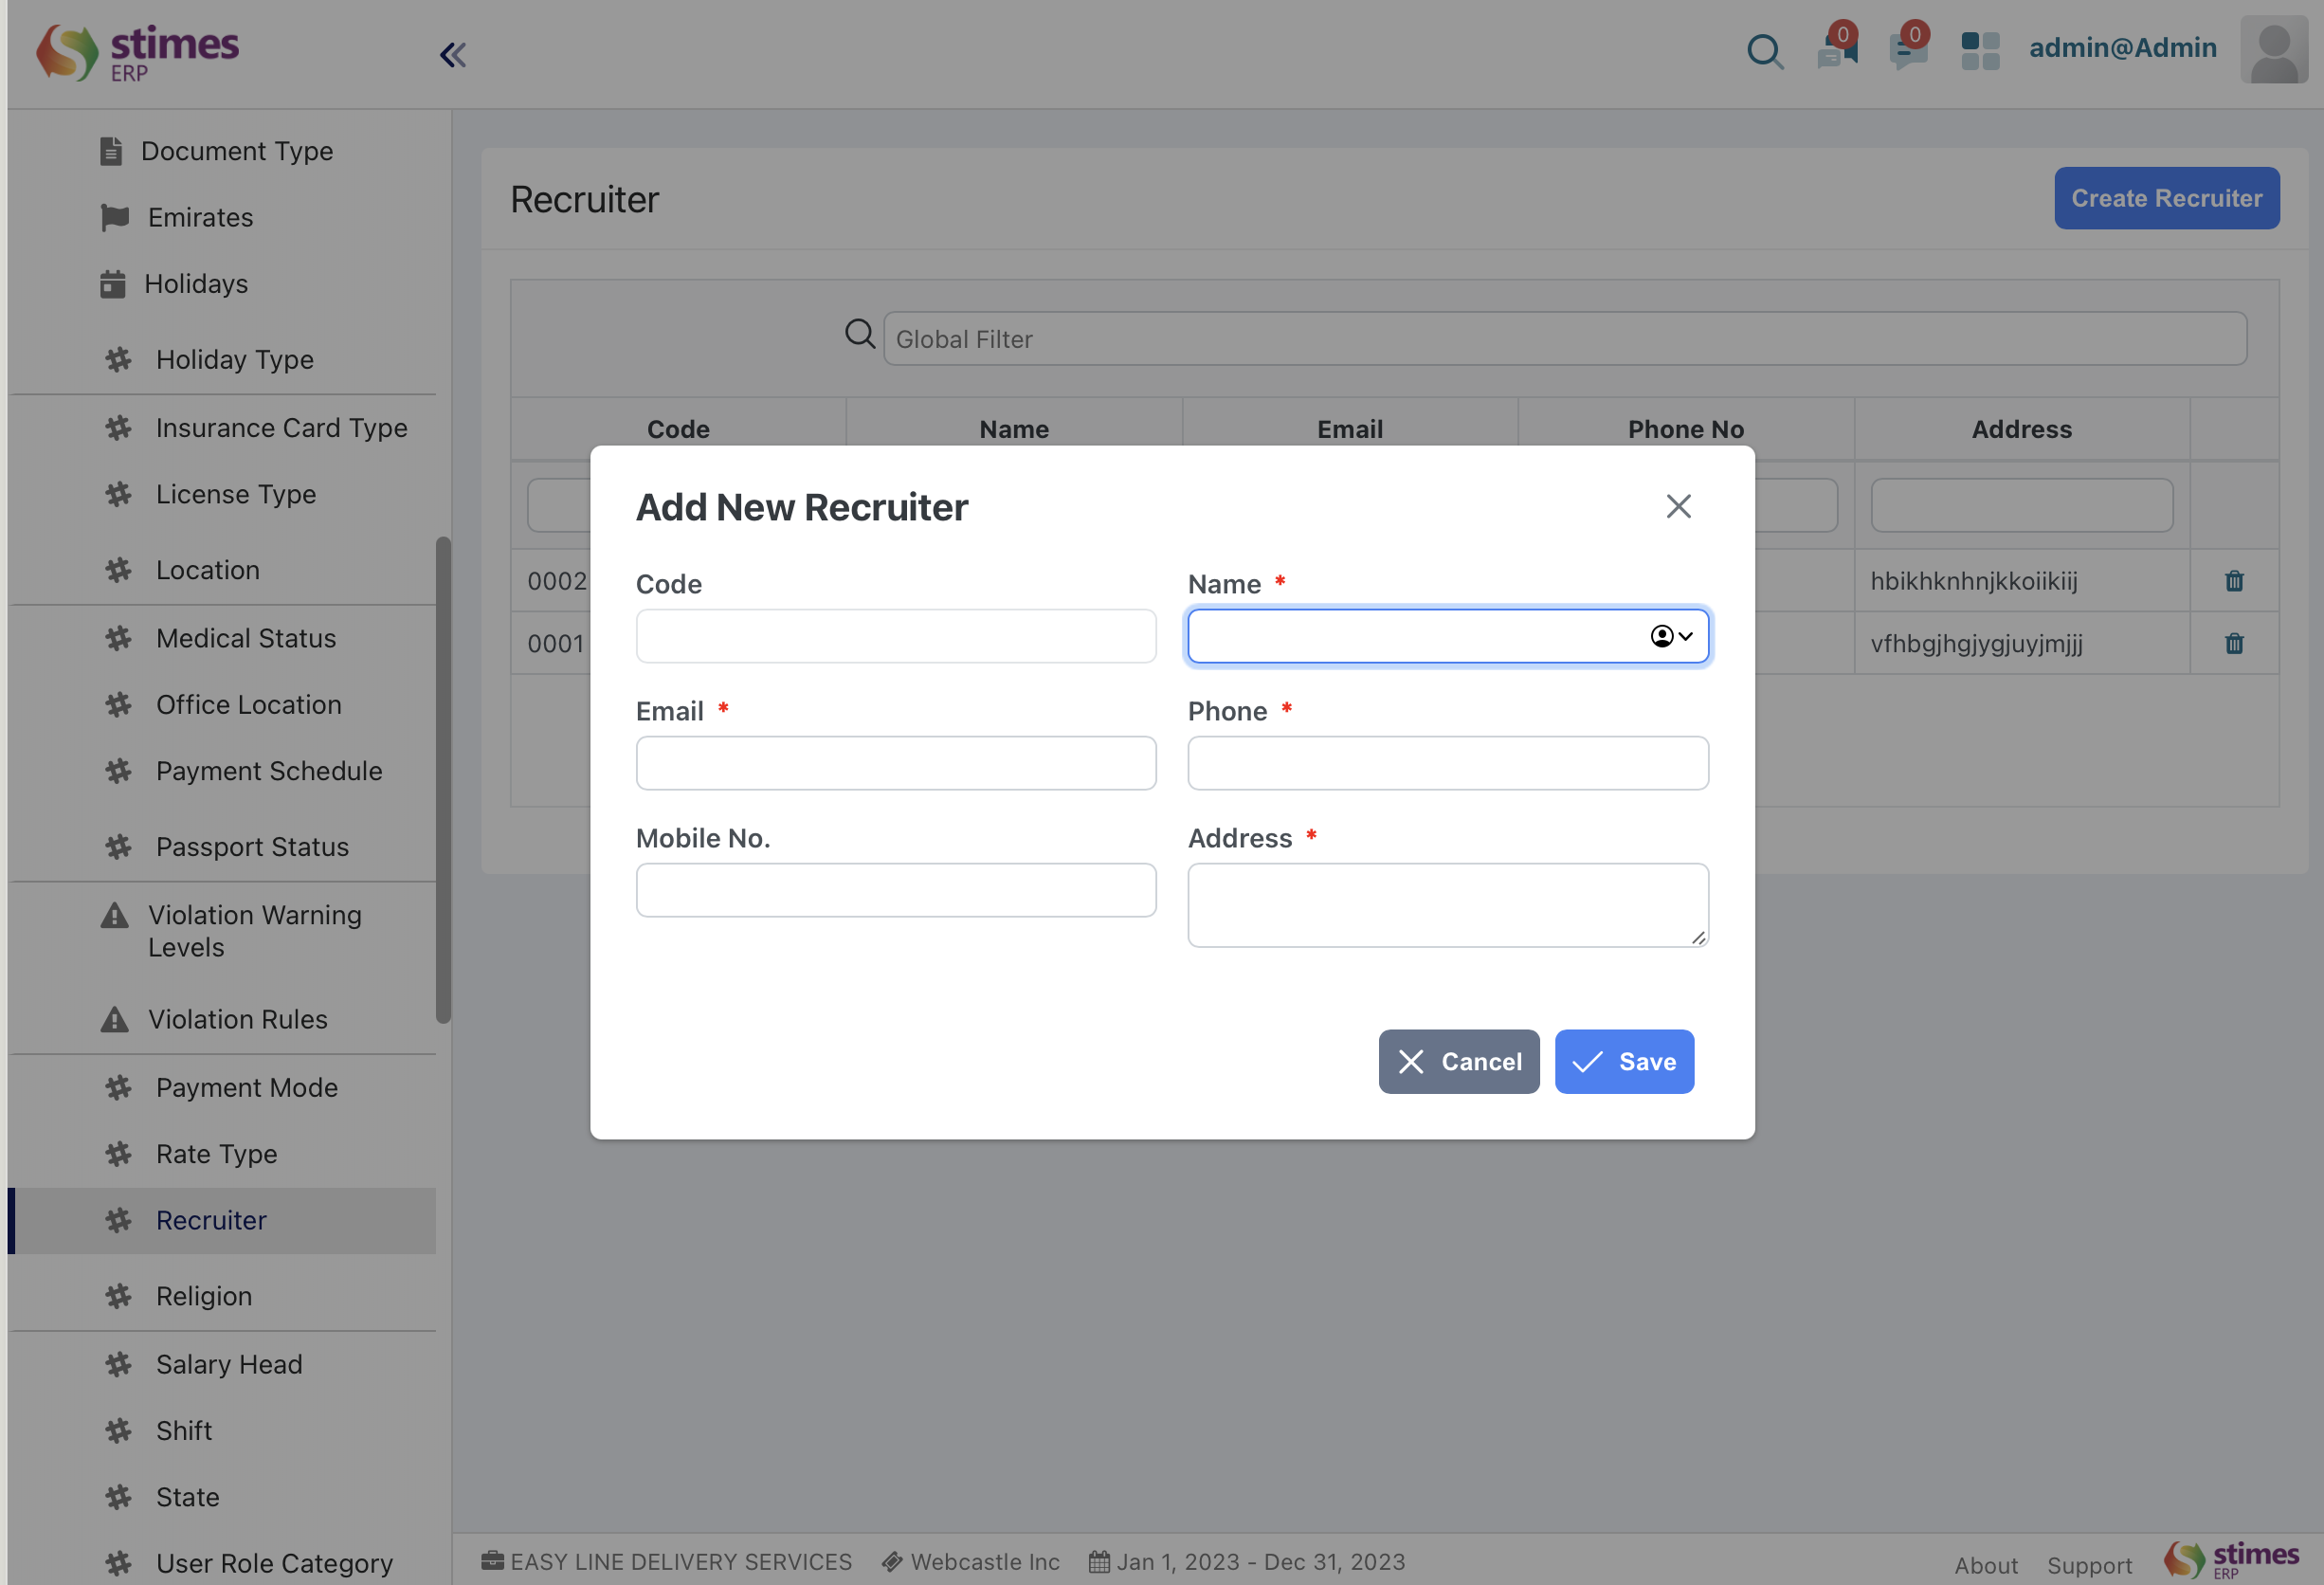 stimes
ERP
0
0
admin@Admin
Document Type
Emirates
Holidays
Holiday Type
Insurance Card Type
License Type
Location
Medical Status
Office Location
Payment Schedule
Passport Status
Violation Warning
Levels
Violation Rules
Payment Mode
Rate Type
Recruiter
Religion
Salary Head
Shift
State
User Role Category
Recruiter
Create Recruiter
Global Filter
Code Name Email Phone No Address
0002 hbikhknhnjkkoiikiij
0001 vfhbgjhgjygjuyjmjjj
Add New Recruiter
Code
Name *
Email *
Phone *
Mobile No.
Address *
Cancel
Save
EASY LINE DELIVERY SERVICES Webcastle Inc Jan 1, 2023 - Dec 31, 2023
About Support
stimes
ERP